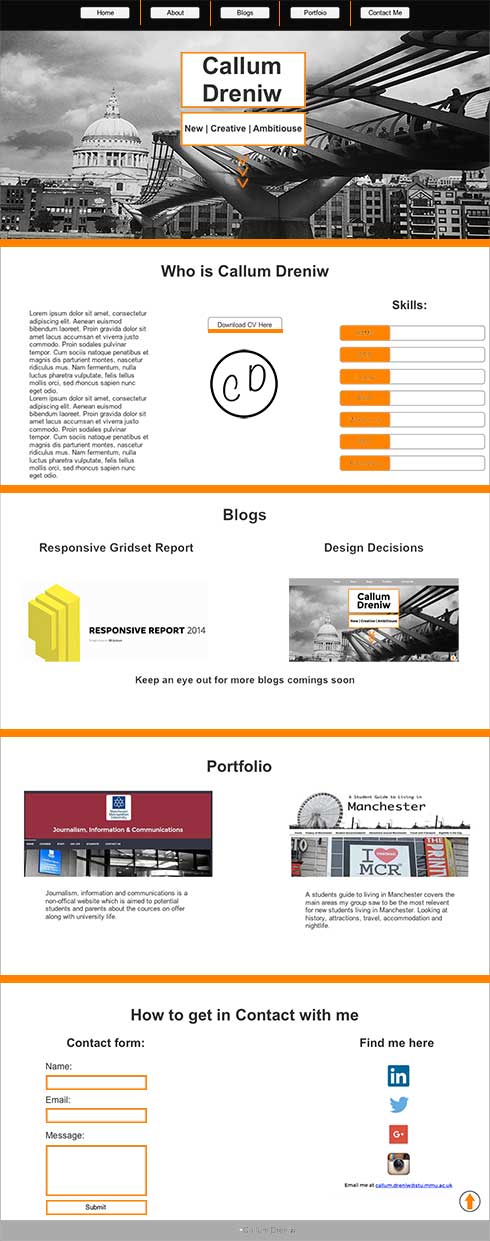 Home
About
Blogs
Portfoio
Contact Me
Callum
Dreniw
New | Creative | Ambitiouse
Who is Callum Dreniw
Lorem ipsum dolor sit amet, consectetur
adipiscing elit. Aenean euismod
bibendum laoreet. Proin gravida dolor sit
amet lacus accumsan et viverra justo
commodo. Proin sodales pulvinar
tempor. Cum sociis natoque penatibus et
magnis dis parturient montes, nascetur
ridiculus mus. Nam fermentum, nulla
luctus pharetra vulputate, felis tellus
mollis orci, sed rhoncus sapien nunc
eget odio.
Lorem ipsum dolor sit amet, consectetur
adipiscing elit. Aenean euismod
bibendum laoreet. Proin gravida dolor sit
amet lacus accumsan et viverra justo
commodo. Proin sodales pulvinar
tempor. Cum sociis natoque penatibus et
magnis dis parturient montes, nascetur
ridiculus mus. Nam fermentum, nulla
luctus pharetra vulputate, felis tellus
mollis orci, sed rhoncus sapien nunc
eget odio.
Download CV Here
CD
Skills:
Blogs
Responsive Gridset Report
RESPONSIVE REPORT 2014
Design Decisions
Callum
Dreniw
New | Creative | Ambitiouse
Keep an eye out for more blogs comings soon
Portfolio
Manchester
Metropolitan
University
Journalism, Information & Communications
Journalism, information and communications is a
non-offical website which is aimed to potential
students and parents about the cources on offer
along with university life.
A Student Guide to Living in
Manchester
I
MCR
A students guide to living in Manchester covers the
main areas my group saw to be the most relevent
for new students living in Manchester. Looking at
history, attractions, travel, accommodation and
nightlife.
How to get in Contact with me
Contact form:
Name:
Email:
Message:
Submit
Find me here
in
G+
Email me at callum.dreniw@stu.mmu.ac.uk
Callum Dreniw